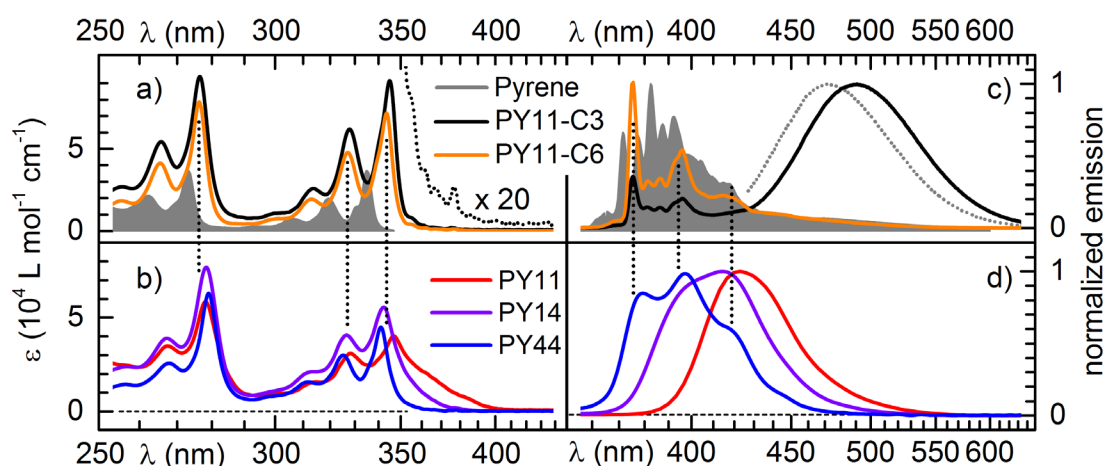 250 λ (nm) 300 350 400 λ (nm) 400 450 500 550 600
a) Pyrene c) 1
PY11-C3
PY11-C6
5
x 20
0 0
b) PY11 d) 1
PY14
5 PY44
0 0
250 λ (nm) 300 350 400 λ (nm) 400 450 500 550 600
ε (10⁴ L mol⁻¹ cm⁻¹)
normalized emission